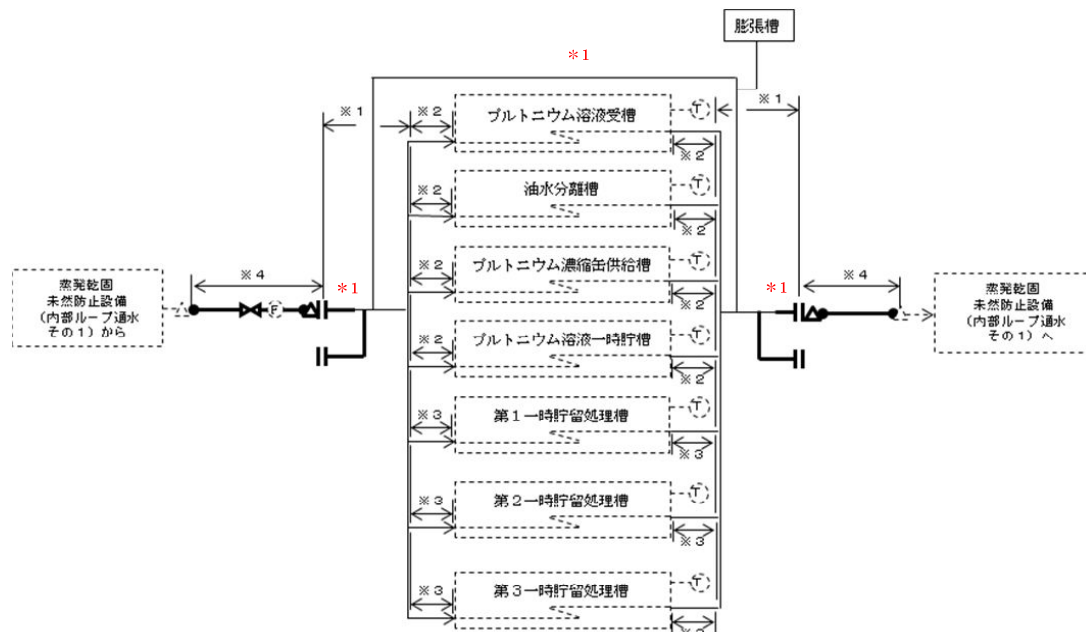 膨張槽
*1
※1
※2
プルトニウム溶液受槽
T
※1
※2
※2
油水分離槽
T
※2
※2
プルトニウム濃縮缶供給槽
T
※2
蒸発乾固
未然防止設備
(内部ループ通水
その1)から
※4
F
*1
*1
※4
蒸発乾固
未然防止設備
(内部ループ通水
その1)へ
※2
プルトニウム溶液一時貯槽
T
※2
※3
第1一時貯留処理槽
T
※3
※3
第2一時貯留処理槽
T
※3
※3
第3一時貯留処理槽
T